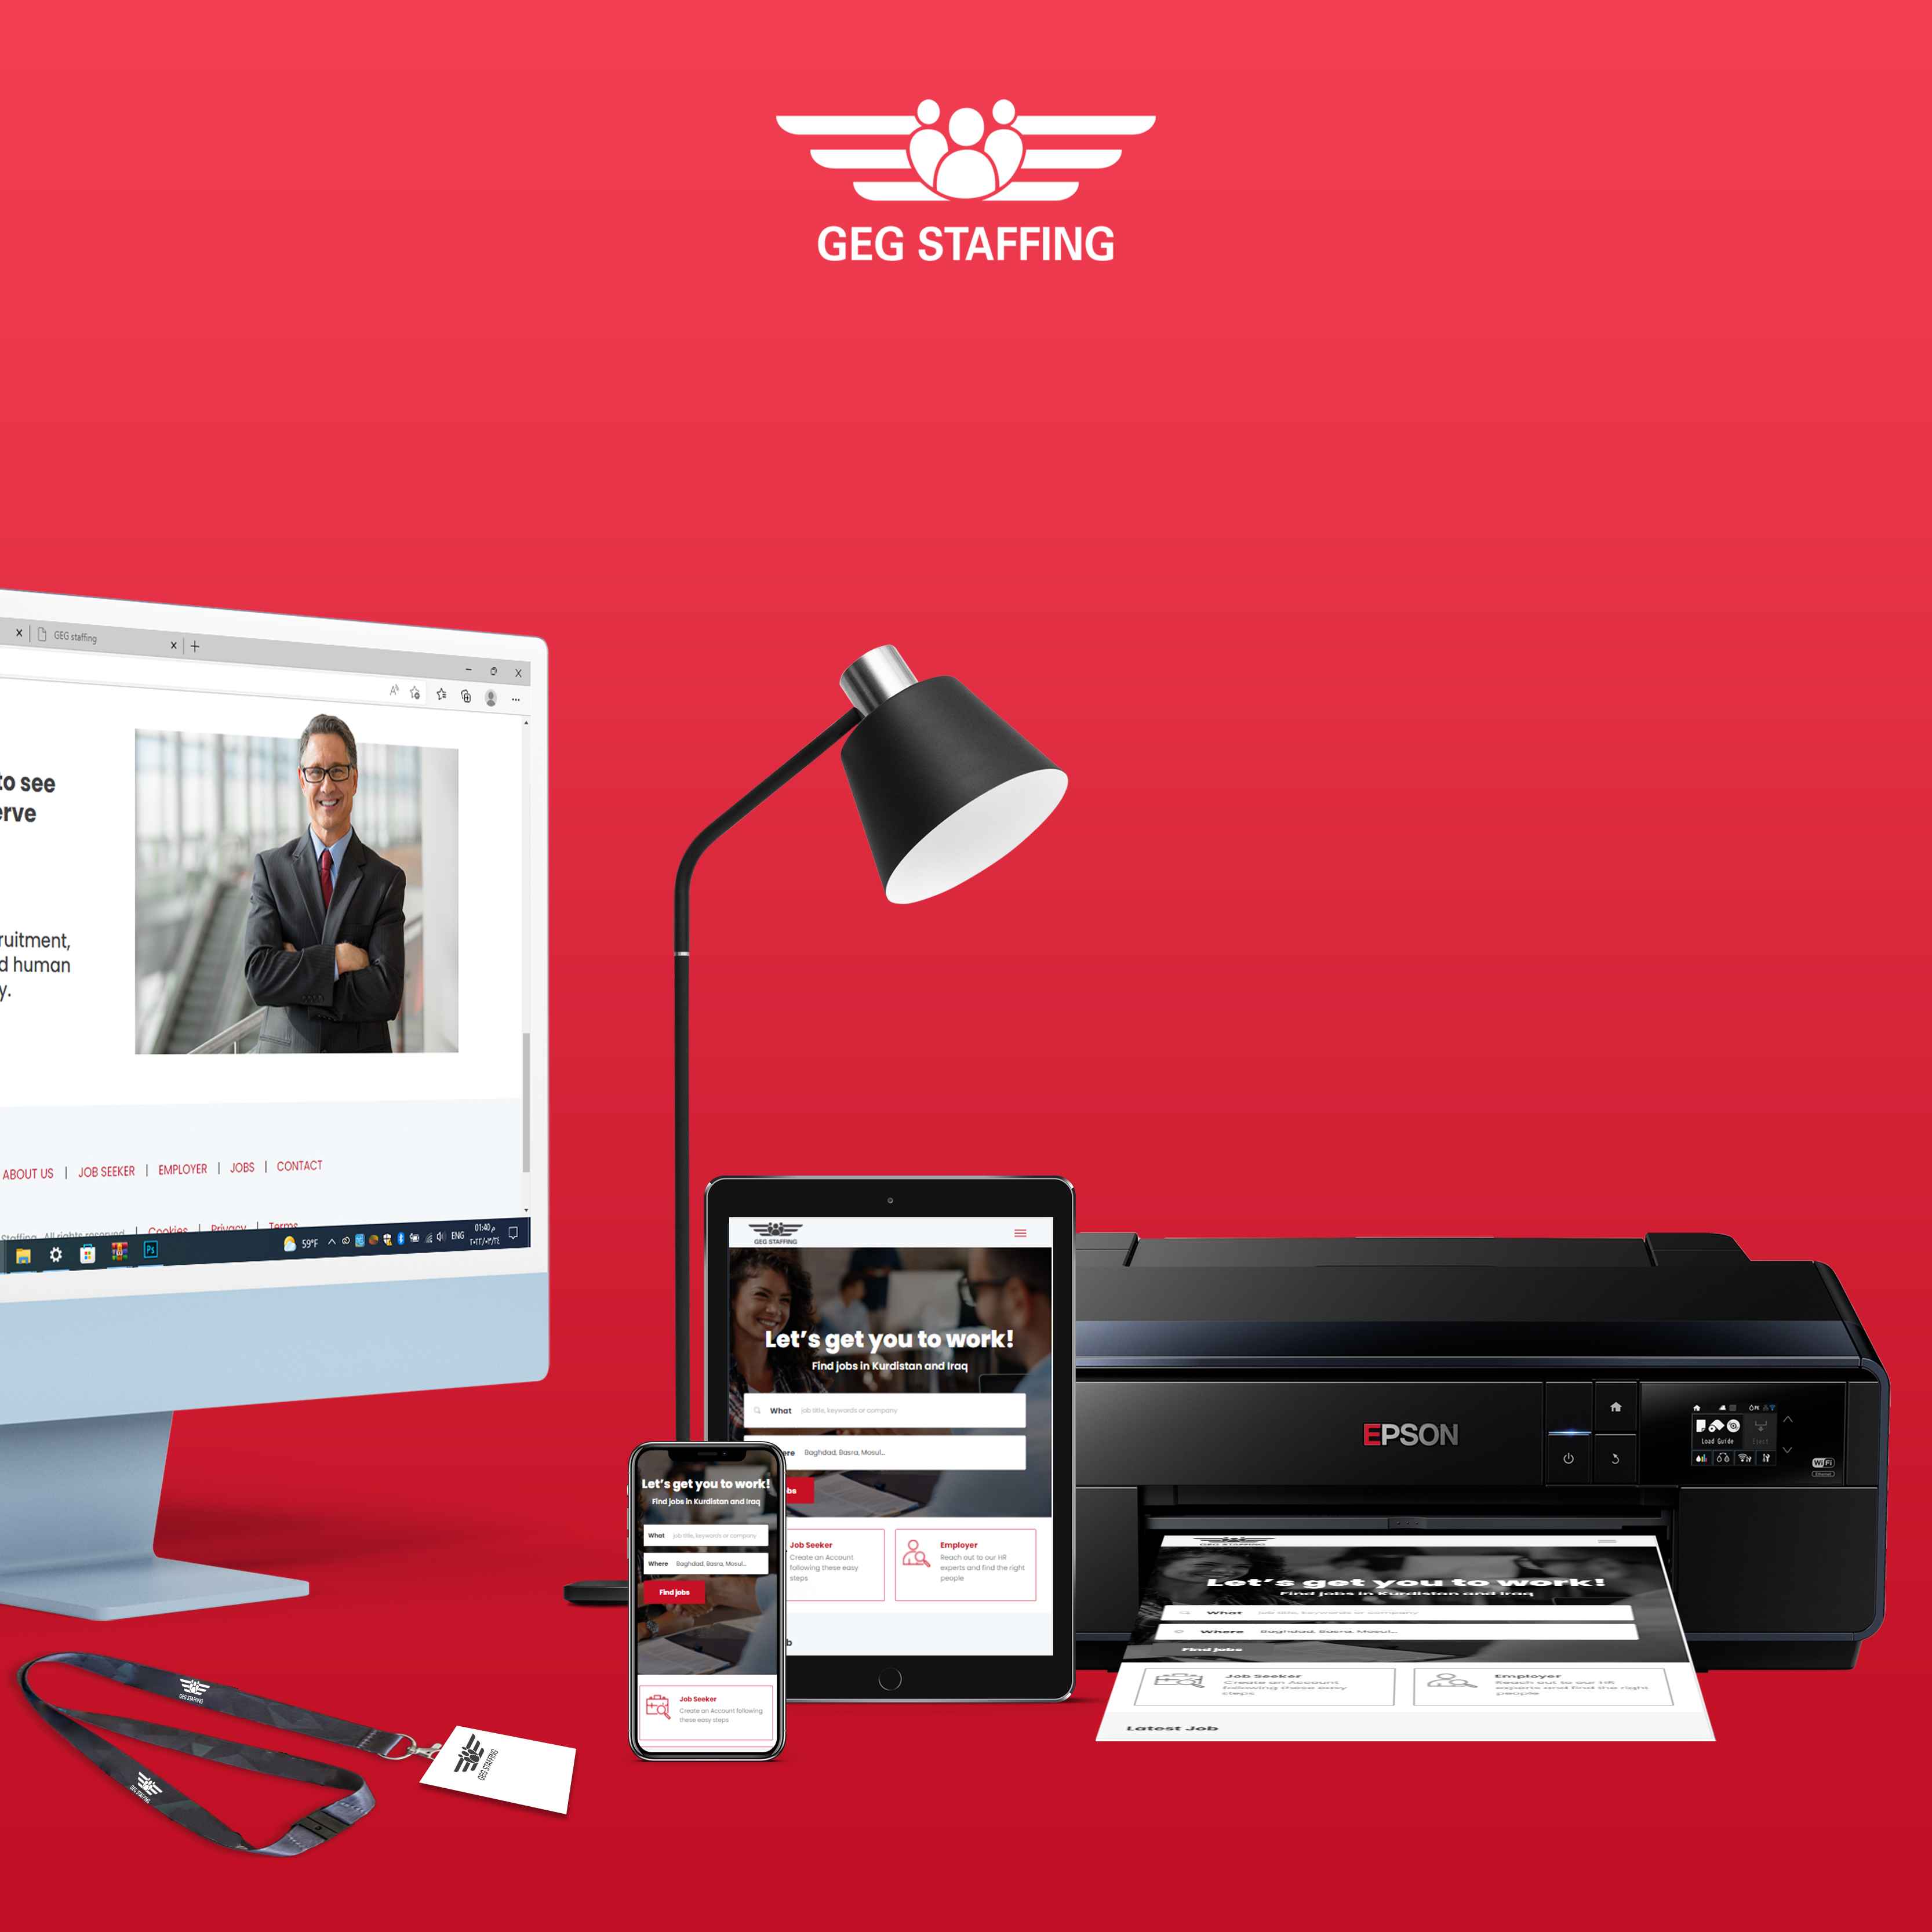 GEG STAFFING
GEG staffing
to see
erve
ruitment,
d human
y.
ABOUT US | JOB SEEKER | EMPLOYER | JOBS | CONTACT
Staffing All rights reserved | Cookies | Privacy | Terms
Ps
59°F
ENG
01:40 م
GEG STAFFING
Let's get you to work!
Find jobs in Kurdistan and Iraq
What job title, keywords or company
ere Baghdad, Basra, Mosul...
bs
Job Seeker
Create an Account
following these easy
steps
Employer
Reach out to our HR
experts and find the right
people
b
Let's get you to work!
Find jobs in Kurdistan and Iraq
What job title, keywords or company
Where Baghdad, Basra, Mosul...
Find jobs
Job Seeker
Create an Account following
these easy steps
EPSON
Load Guide
Eject
WiFi
Ethernet
GEG STAFFING
Let's get you to work!
Find jobs in Kurdistan and Iraq
What job title, keywords or company
Where Baghdad, Basra, Mosul...
Find jobs
Job Seeker
Create an Account
following these easy
steps
Employer
Reach out to our HR
experts and find the right
people
Latest Job
GEG STAFFING
GEG STAFFING
GEG STAFFING